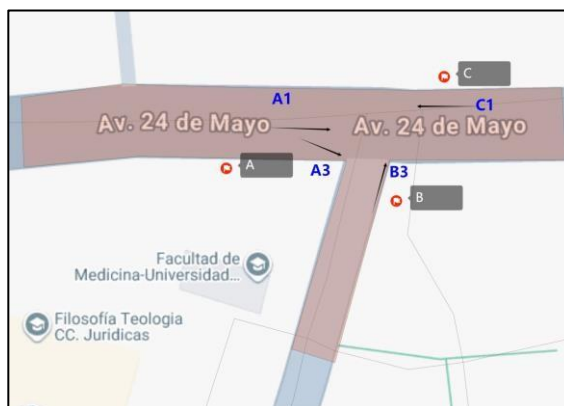 C
A1
C1
Av. 24 de Mayo
Av. 24 de Mayo
A
A3
B3
B
Facultad de
Medicina-Universidad...
Filosofía Teologia
CC. Juridicas